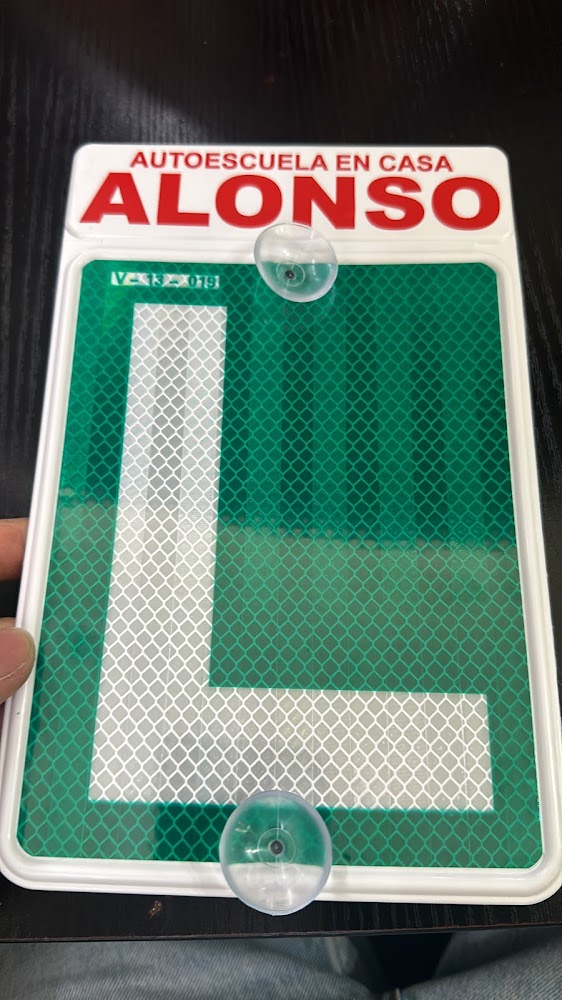 AUTOESCUELA EN CASA
ALONSO
V - 13 - 019
L